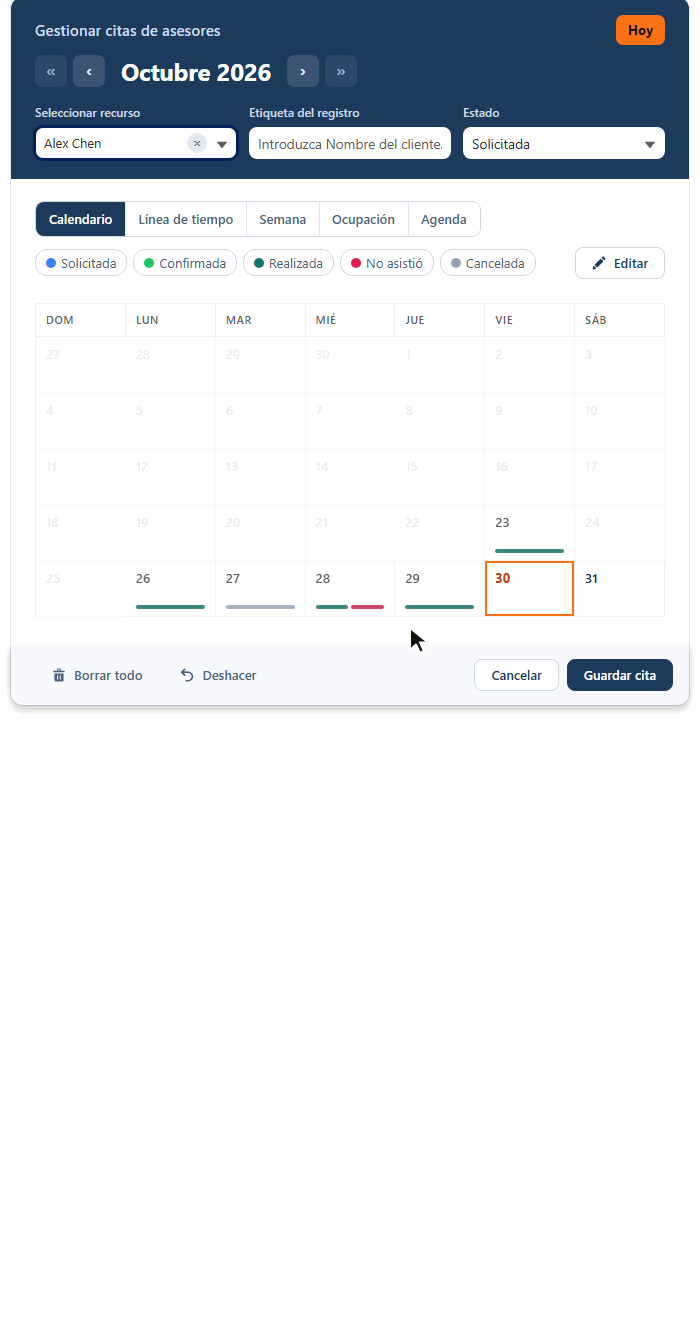 Gestionar citas de asesores
Hoy
« ‹ Octubre 2026 › »
Seleccionar recurso Etiqueta del registro Estado
Alex Chen × Introduzca Nombre del cliente. Solicitada
Calendario Línea de tiempo Semana Ocupación Agenda
Solicitada Confirmada Realizada No asistió Cancelada Editar
DOM LUN MAR MIÉ JUE VIE SÁB
27 28 29 30 1 2 3
4 5 6 7 8 9 10
11 12 13 14 15 16 17
18 19 20 21 22 23 24
25 26 27 28 29 30 31
Borrar todo Deshacer Cancelar Guardar cita